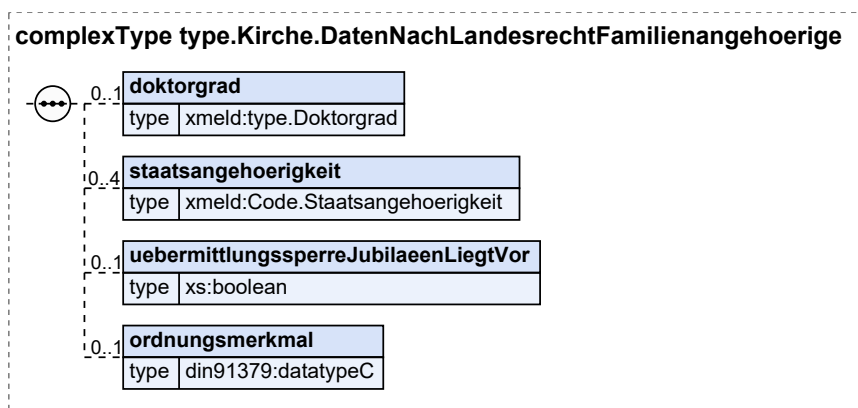 complexType type.Kirche.DatenNachLandesrechtFamilienangehoerige
0..1 doktorgrad
type xmeld:type.Doktorgrad
0..4 staatsangehoerigkeit
type xmeld:Code.Staatsangehoerigkeit
0..1 uebermittlungssperreJubilaeenLiegtVor
type xs:boolean
0..1 ordnungsmerkmal
type din91379:datatypeC